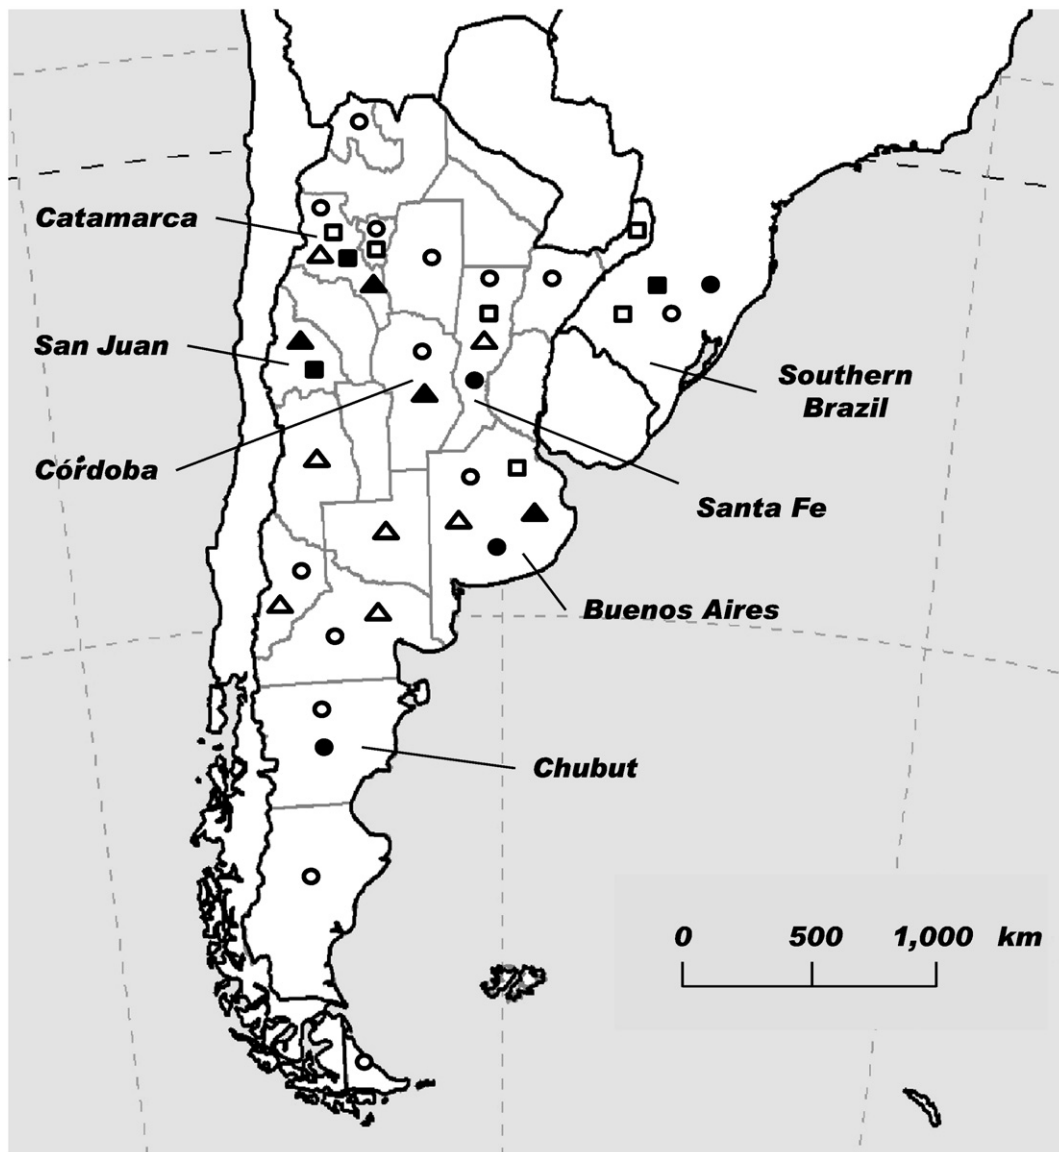 Catamarca
San Juan
Southern
Brazil
Córdoba
Santa Fe
Buenos Aires
Chubut
0 500 1,000 km